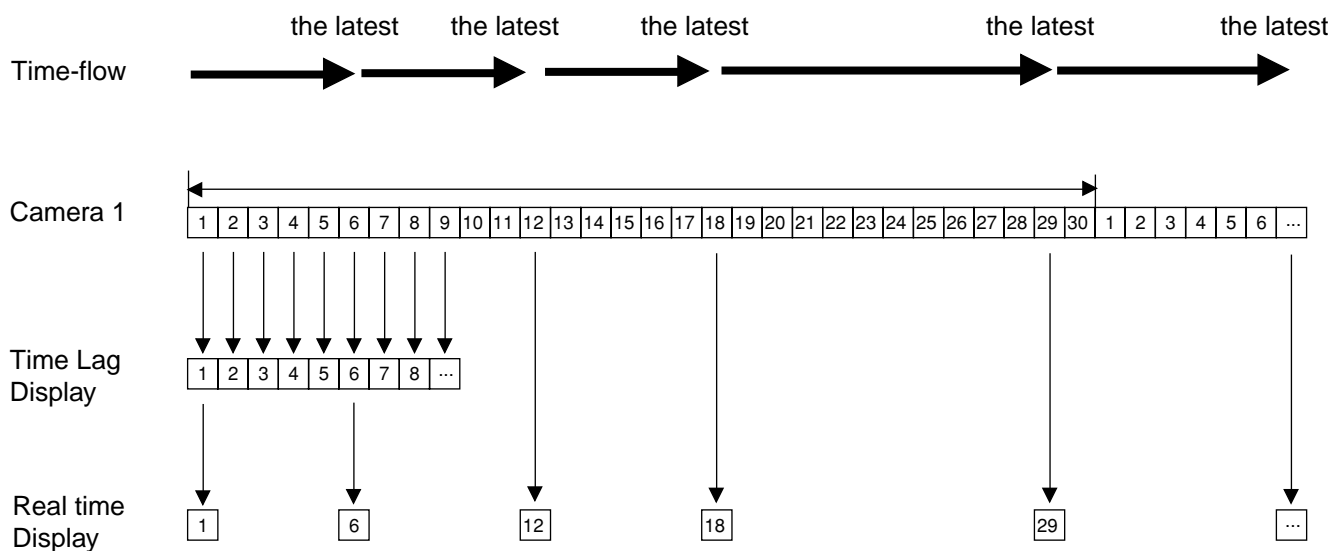 the latest the latest the latest the latest the latest
Time-flow
Camera 1
1 2 3 4 5 6 7 8 9 10 11 12 13 14 15 16 17 18 19 20 21 22 23 24 25 26 27 28 29 30 1 2 3 4 5 6 ...
Time Lag
Display
1 2 3 4 5 6 7 8 ...
Real time
Display
1 6 12 18 29 ...